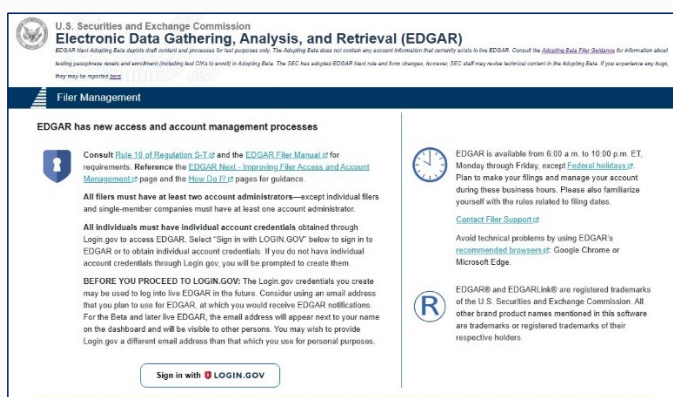 U.S. Securities and Exchange Commission
Electronic Data Gathering, Analysis, and Retrieval (EDGAR)
EDGAR Next Adopting Beta depicts draft content and processes for test purposes only. The Adopting Beta does not contain any account information that currently exists in live EDGAR. Consult the Adopting Beta Filer Guidance for information about
testing passphrase resets and enrollment (including test CIKs to enroll) in Adopting Beta. The SEC has adopted EDGAR Next rule and form changes, however, SEC staff may revise technical content in the Adopting Beta. If you experience any bugs,
they may be reported here.
Filer Management
EDGAR has new access and account management processes
Consult Rule 10 of Regulation S-T and the EDGAR Filer Manual for
requirements. Reference the EDGAR Next - Improving Filer Access and Account
Management page and the How Do I? pages for guidance.
All filers must have at least two account administrators—except individual filers
and single-member companies must have at least one account administrator.
All individuals must have individual account credentials obtained through
Login.gov to access EDGAR. Select "Sign in with LOGIN.GOV" below to sign in to
EDGAR or to obtain individual account credentials. If you do not have individual
account credentials through Login.gov, you will be prompted to create them.
BEFORE YOU PROCEED TO LOGIN.GOV: The Login.gov credentials you create
may be used to log into live EDGAR in the future. Consider using an email address
that you plan to use for EDGAR, at which you would receive EDGAR notifications.
For the Beta and later live EDGAR, the email address will appear next to your name
on the dashboard and will be visible to other persons. You may wish to provide
Login.gov a different email address than that which you use for personal purposes.
Sign in with LOGIN.GOV
EDGAR is available from 6:00 a.m. to 10:00 p.m. ET,
Monday through Friday, except Federal holidays.
Plan to make your filings and manage your account
during these business hours. Please also familiarize
yourself with the rules related to filing dates.
Contact Filer Support
Avoid technical problems by using EDGAR's
recommended browsers: Google Chrome or
Microsoft Edge.
R
EDGAR® and EDGARLink® are registered trademarks
of the U.S. Securities and Exchange Commission. All
other brand product names mentioned in this software
are trademarks or registered trademarks of their
respective holders.